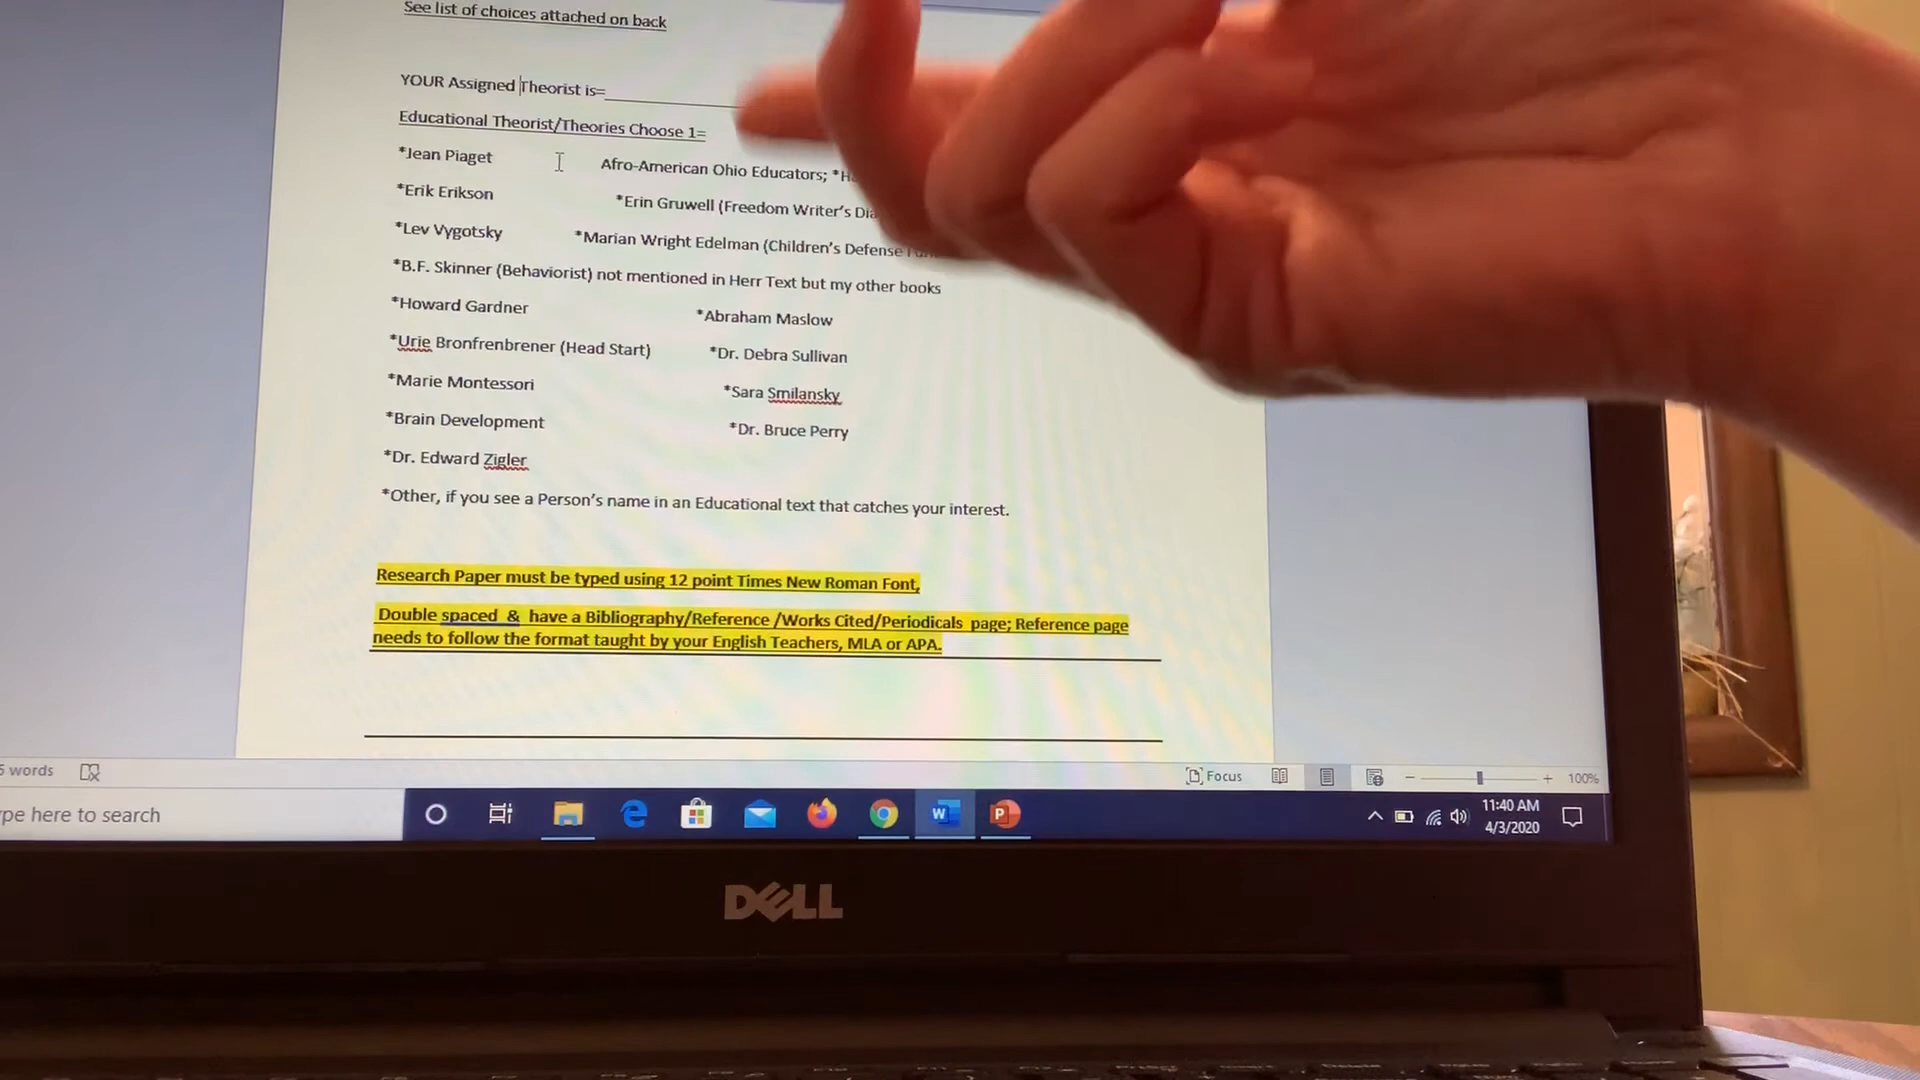 See list of choices attached on back
YOUR Assigned Theorist is=
Educational Theorist/Theories Choose 1=
*Jean Piaget Afro-American Ohio Educators;
*Erik Erikson *Erin Gruwell (Freedom Writer's
*Lev Vygotsky *Marian Wright Edelman (Children's Defense
*B.F. Skinner (Behaviorist) not mentioned in Herr Text but my other books
*Howard Gardner *Abraham Maslow
*Urie Bronfrenbrener (Head Start) *Dr. Debra Sullivan
*Marie Montessori *Sara Smilansky
*Brain Development *Dr. Bruce Perry
*Dr. Edward Zigler
*Other, if you see a Person's name in an Educational text that catches your interest.
Research Paper must be typed using 12 point Times New Roman Font,
Double spaced & have a Bibliography/Reference /Works Cited/Periodicals page; Reference page
needs to follow the format taught by your English Teachers, MLA or APA.
words Focus 100%
here to search 11:40 AM
4/3/2020
DELL